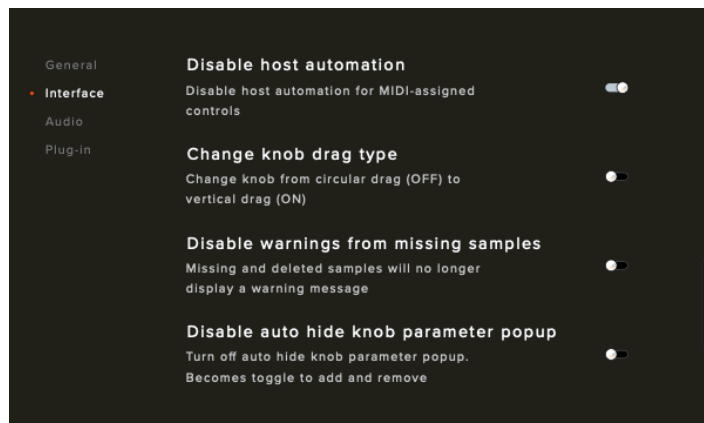 General
Interface
Audio
Plug-in
Disable host automation
Disable host automation for MIDI-assigned
controls
Change knob drag type
Change knob from circular drag (OFF) to
vertical drag (ON)
Disable warnings from missing samples
Missing and deleted samples will no longer
display a warning message
Disable auto hide knob parameter popup
Turn off auto hide knob parameter popup.
Becomes toggle to add and remove